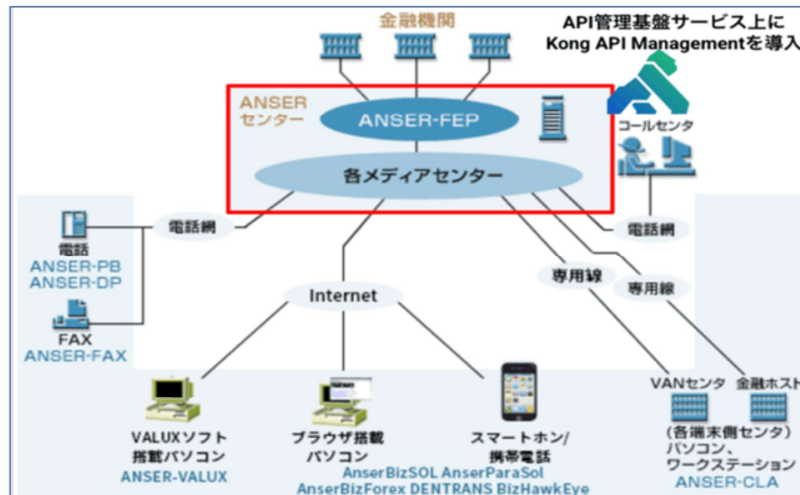 金融機関
API管理基盤サービス上に
Kong API Managementを導入
ANSER
センター
ANSER-FEP
コールセンタ
各メディアセンター
電話網
電話網
電話
ANSER-PB
ANSER-DP
専用線
専用線
Internet
FAX
ANSER-FAX
VANセンタ
金融ホスト
VALUXソフト
搭載パソコン
ANSER-VALUX
ブラウザ搭載
パソコン
スマートホン/
携帯電話
AnserBizSOL AnserParaSol
AnserBizForex DENTRANS BizHawkEye
(各端末側センタ)
パソコン、
ワークステーション
ANSER-CLA